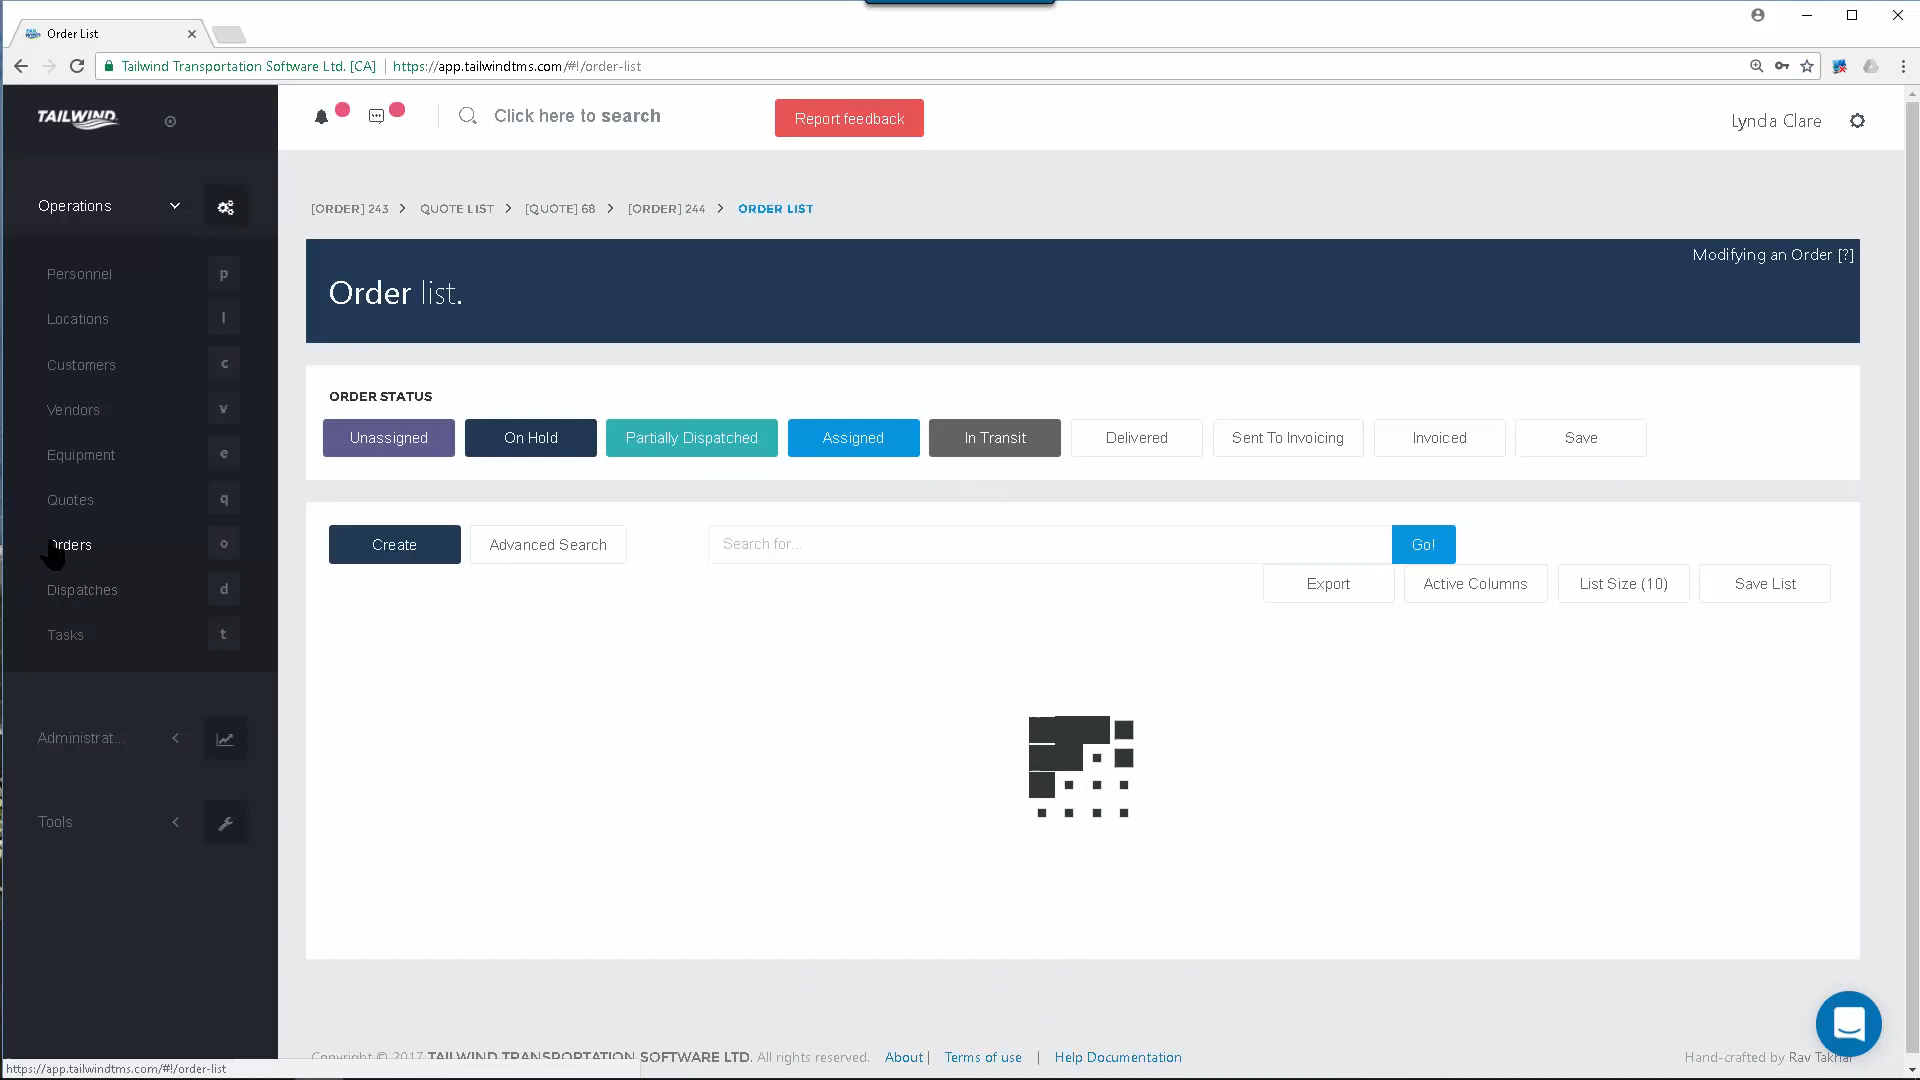 Order List
Tailwind Transportation Software Ltd. [CA] https://app.tailwindtms.com/#!/order-list
TAILWIND
Click here to search
Report feedback
Lynda Clare
Operations
Personnel p
Locations l
Customers c
Vendors v
Equipment e
Quotes q
Orders o
Dispatches d
Tasks t
Administrat...
Tools
[ORDER] 243 > QUOTE LIST > [QUOTE] 68 > [ORDER] 244 > ORDER LIST
Modifying an Order [?]
Order list.
ORDER STATUS
Unassigned On Hold Partially Dispatched Assigned In Transit Delivered Sent To Invoicing Invoiced Save
Create Advanced Search Search for... Go!
Export Active Columns List Size (10) Save List
Copyright © 2017 TAILWIND TRANSPORTATION SOFTWARE LTD. All rights reserved. About | Terms of use | Help Documentation
Hand-crafted by Rav Takhar
https://app.tailwindtms.com/#!/order-list